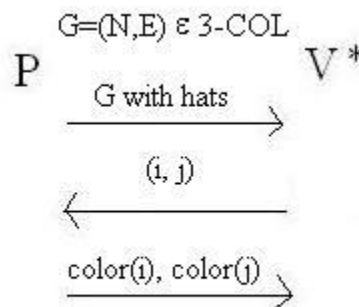 G=(N,E) ε 3-COL
P V*
G with hats
(i, j)
color(i), color(j)